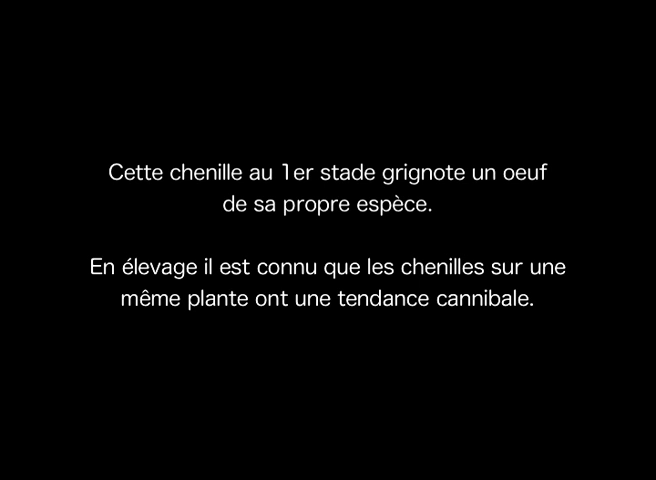 Cette chenille au 1er stade grignote un oeuf
de sa propre espèce.
En élevage il est connu que les chenilles sur une
même plante ont une tendance cannibale.